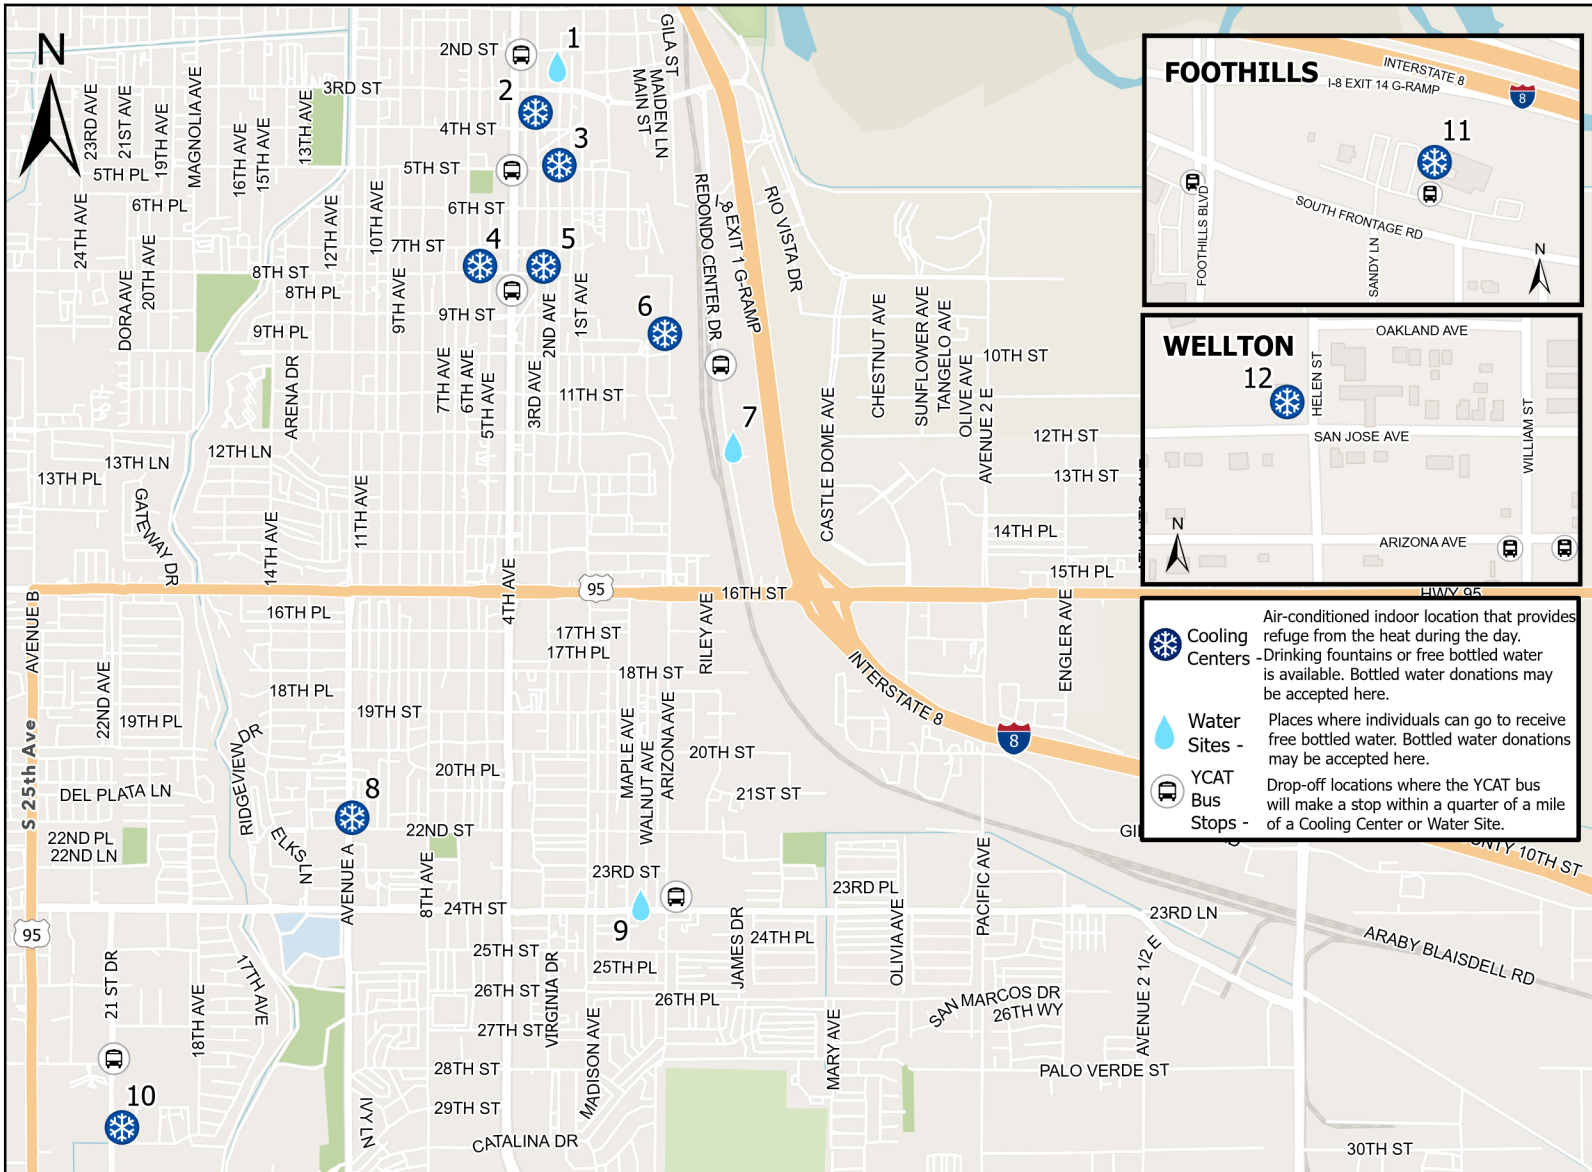 N
2ND ST
1
GILA ST
MAIDEN LN
MAIN ST
3RD ST
2
4TH ST
3
23RD AVE
21ST AVE
19TH AVE
MAGNOLIA AVE
16TH AVE
15TH AVE
13TH AVE
5TH PL
5TH ST
6TH PL
6TH ST
24TH AVE
20TH AVE
DORA AVE
12TH AVE
10TH AVE
7TH ST
4
5
8TH ST
8TH PL
9TH AVE
9TH ST
9TH PL
2ND AVE
1ST AVE
6
REDONDO CENTER DR
I-8 EXIT 1 G-RAMP
RIO VISTA DR
ARENA DR
7TH AVE
6TH AVE
5TH AVE
3RD AVE
11TH ST
7
CASTLE DOME AVE
CHESTNUT AVE
SUNFLOWER AVE
TANGELO AVE
OLIVE AVE
AVENUE 2 E
10TH ST
12TH ST
13TH ST
14TH PL
15TH PL
12TH LN
13TH LN
13TH PL
GATEWAY DR
14TH AVE
11TH AVE
4TH AVE
95
16TH ST
HWY 95
AVENUE B
16TH PL
17TH ST
17TH PL
18TH ST
RILEY AVE
ENGLER AVE
INTERSTATE 8
8
22ND AVE
18TH PL
19TH PL
19TH ST
RIDGEVIEW DR
S 25th Ave
MAPLE AVE
WALNUT AVE
ARIZONA AVE
20TH ST
20TH PL
21ST ST
DEL PLATA LN
8
22ND ST
22ND PL
22ND LN
ELKS LN
AVENUE A
8TH AVE
23RD ST
24TH ST
9
23RD PL
OLIVIA AVE
PACIFIC AVE
23RD LN
95
21 ST DR
18TH AVE
17TH AVE
25TH ST
25TH PL
24TH PL
JAMES DR
26TH ST
VIRGINIA DR
26TH PL
27TH ST
SAN MARCOS DR
26TH WY
AVENUE 2 1/2 E
ARABY BLAISDELL RD
28TH ST
MADISON AVE
MARY AVE
PALO VERDE ST
10
29TH ST
IVY LN
CATALINA DR
30TH ST
FOOTHILLS
INTERSTATE 8
I-8 EXIT 14 G-RAMP
8
11
FOOTHILLS BLVD
SOUTH FRONTAGE RD
SANDY LN
N
WELLTON
12
OAKLAND AVE
HELEN ST
SAN JOSE AVE
WILLIAM ST
N
ARIZONA AVE
Cooling
Centers -
Air-conditioned indoor location that provides
refuge from the heat during the day.
Drinking fountains or free bottled water
is available. Bottled water donations may
be accepted here.
Water
Sites -
Places where individuals can go to receive
free bottled water. Bottled water donations
may be accepted here.
YCAT
Bus
Stops -
Drop-off locations where the YCAT bus
will make a stop within a quarter of a mile
of a Cooling Center or Water Site.
10TH ST